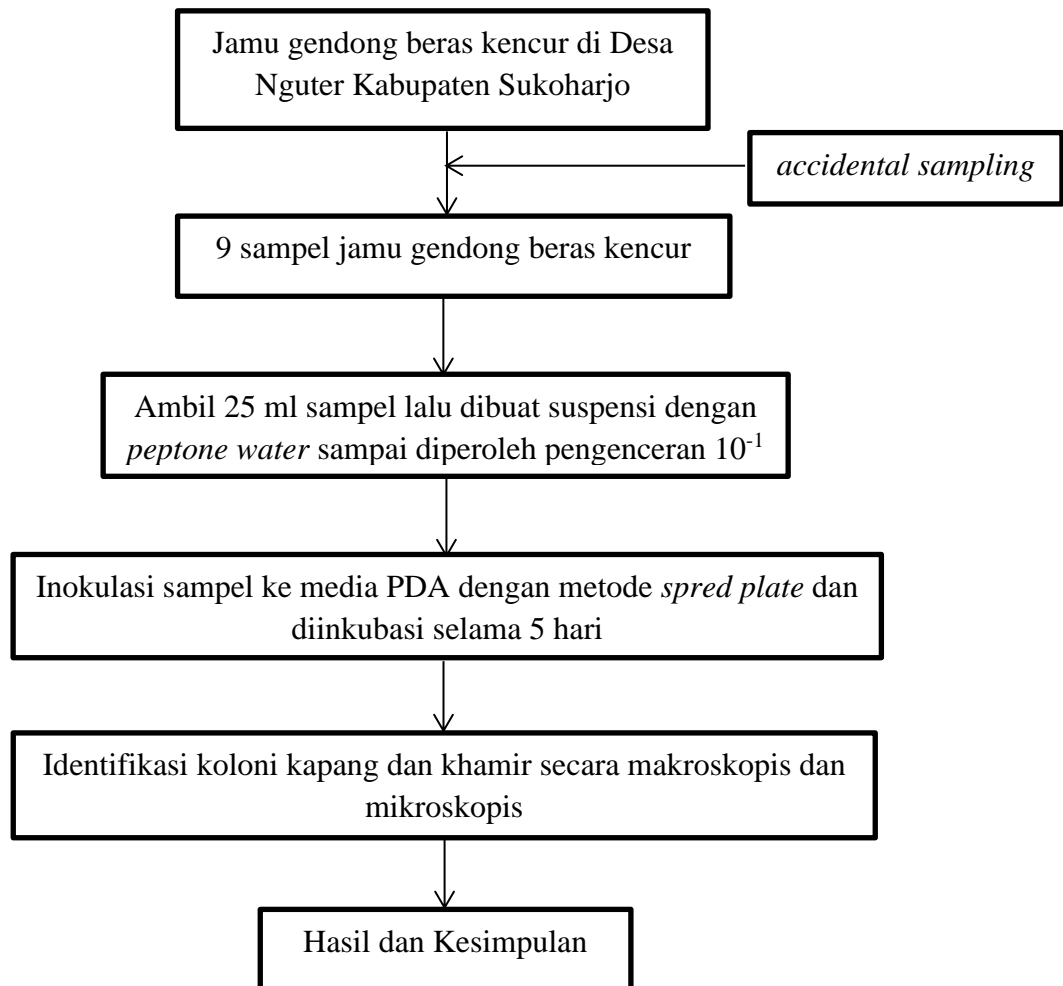 Jamu gendong beras kencur di Desa
Nguter Kabupaten Sukoharjo
accidental sampling
9 sampel jamu gendong beras kencur
Ambil 25 ml sampel lalu dibuat suspensi dengan
peptone water sampai diperoleh pengenceran 10⁻¹
Inokulasi sampel ke media PDA dengan metode spred plate dan
diinkubasi selama 5 hari
Identifikasi koloni kapang dan khamir secara makroskopis dan
mikroskopis
Hasil dan Kesimpulan